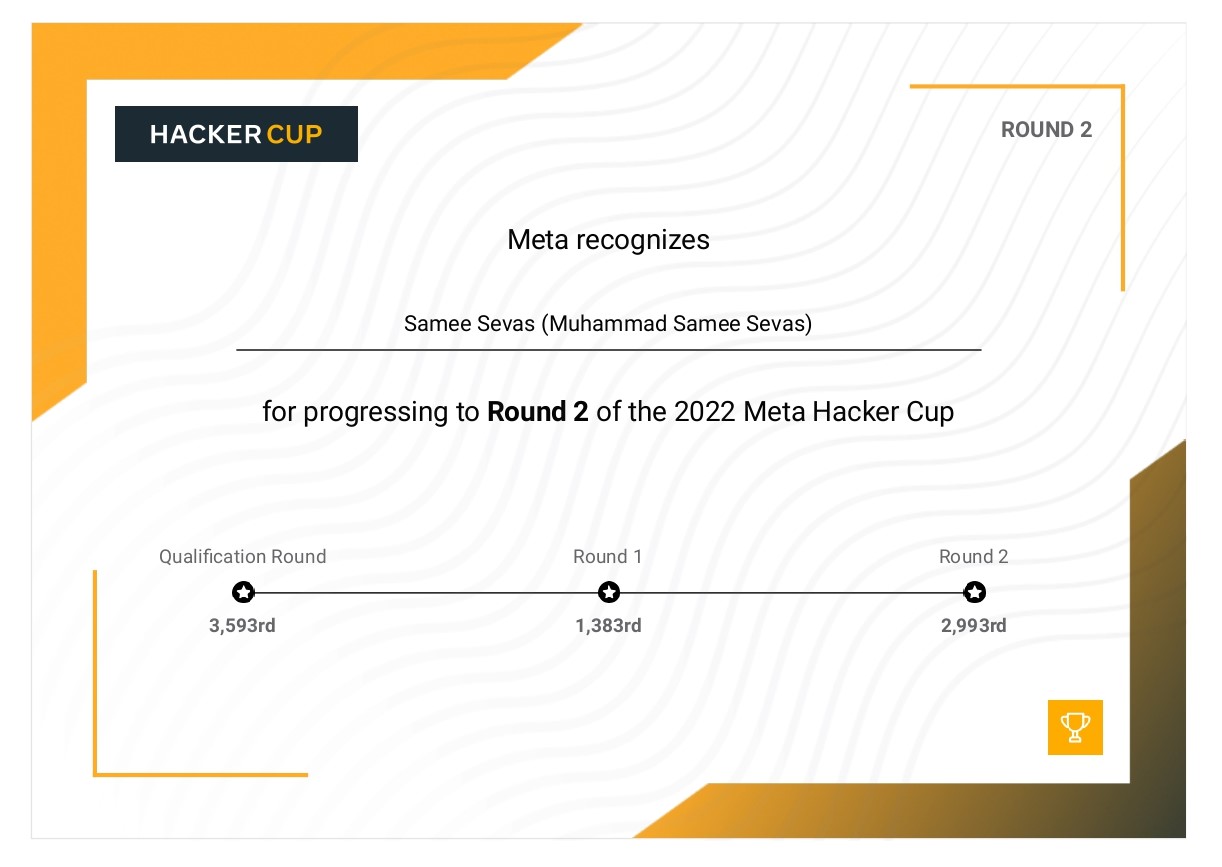 HACKER CUP
ROUND 2
Meta recognizes
Samee Sevas (Muhammad Samee Sevas)
for progressing to Round 2 of the 2022 Meta Hacker Cup
Qualification Round Round 1 Round 2
3,593rd 1,383rd 2,993rd